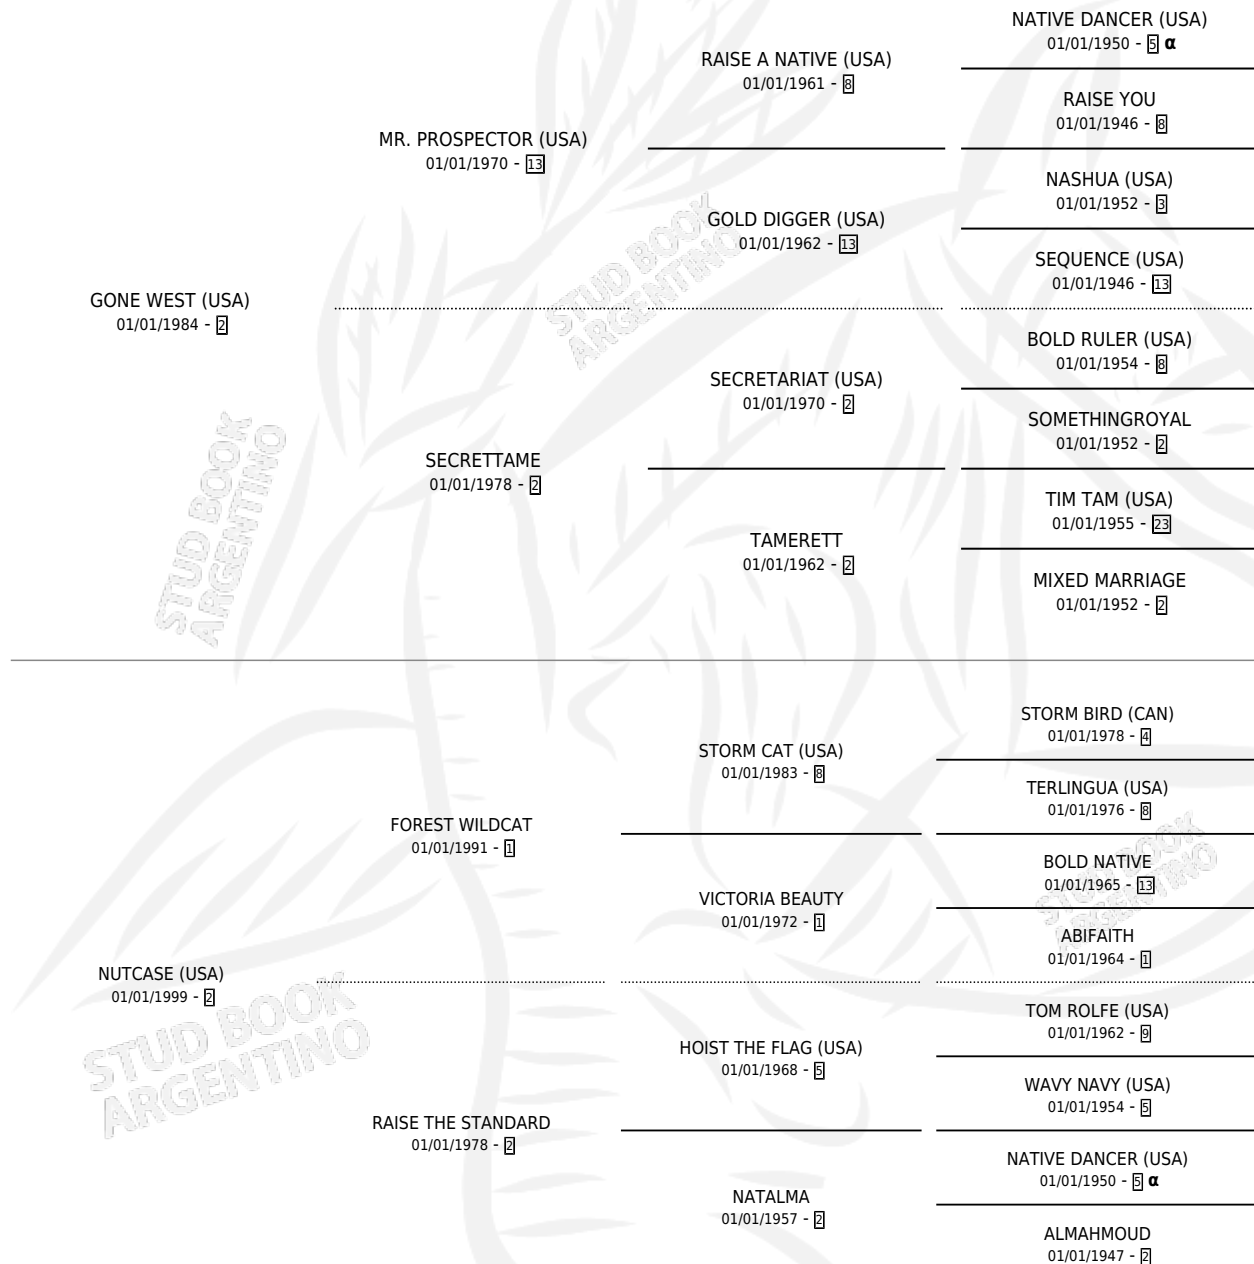 NATIVE DANCER (USA)
01/01/1950 - 5 α
RAISE A NATIVE (USA)
01/01/1961 - 8
RAISE YOU
01/01/1946 - 8
MR. PROSPECTOR (USA)
01/01/1970 - 13
NASHUA (USA)
01/01/1952 - 3
GOLD DIGGER (USA)
01/01/1962 - 13
SEQUENCE (USA)
01/01/1946 - 13
GONE WEST (USA)
01/01/1984 - 2
BOLD RULER (USA)
01/01/1954 - 8
SECRETARIAT (USA)
01/01/1970 - 2
SOMETHINGROYAL
01/01/1952 - 2
SECRETTAME
01/01/1978 - 2
TIM TAM (USA)
01/01/1955 - 23
TAMERETT
01/01/1962 - 2
MIXED MARRIAGE
01/01/1952 - 2
STORM BIRD (CAN)
01/01/1978 - 4
STORM CAT (USA)
01/01/1983 - 8
TERLINGUA (USA)
01/01/1976 - 8
FOREST WILDCAT
01/01/1991 - 1
BOLD NATIVE
01/01/1965 - 13
VICTORIA BEAUTY
01/01/1972 - 1
ABIFAITH
01/01/1964 - 1
NUTCASE (USA)
01/01/1999 - 2
TOM ROLFE (USA)
01/01/1962 - 9
HOIST THE FLAG (USA)
01/01/1968 - 5
WAVY NAVY (USA)
01/01/1954 - 5
RAISE THE STANDARD
01/01/1978 - 2
NATIVE DANCER (USA)
01/01/1950 - 5 α
NATALMA
01/01/1957 - 2
ALMAHMOUD
01/01/1947 - 2
STUD BOOK
ARGENTINO
STUD BOOK
ARGENTINO
STUD BOOK
ARGENTINO
STUD BOOK
ARGENTINO